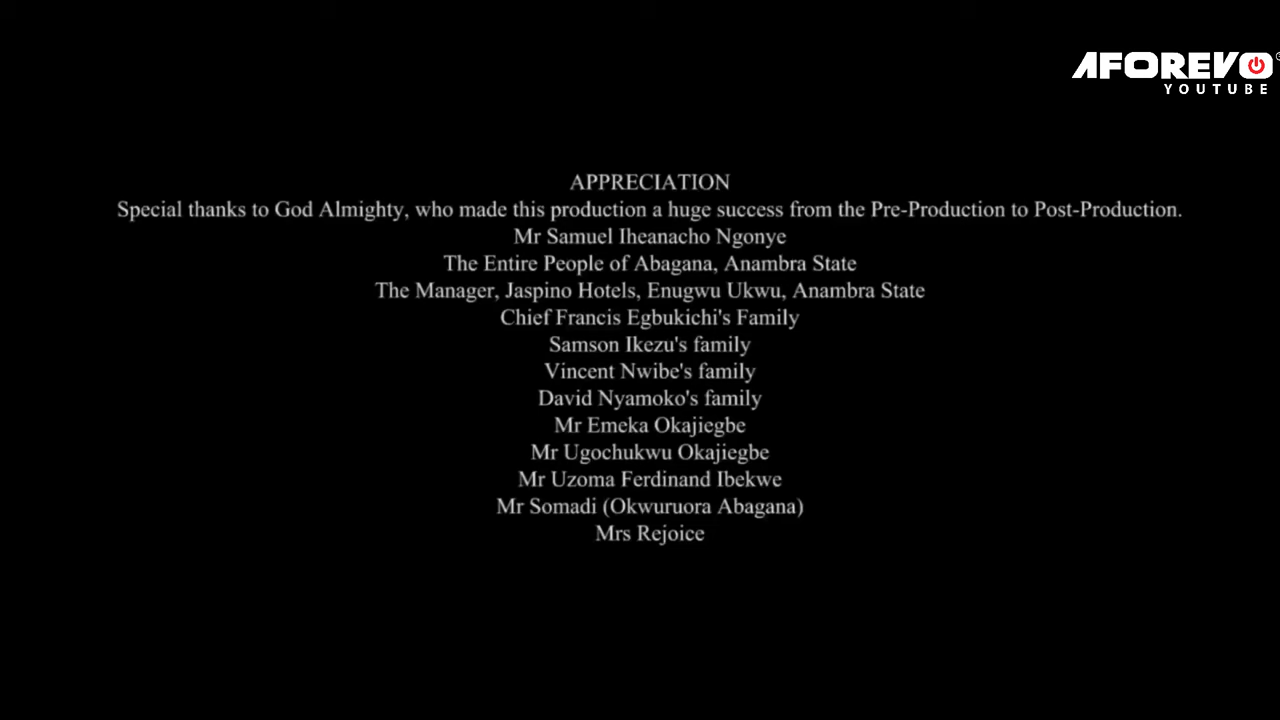 AFOREVO
YOUTUBE
APPRECIATION
Special thanks to God Almighty, who made this production a huge success from the Pre-Production to Post-Production.
Mr Samuel Iheanacho Ngonye
The Entire People of Abagana, Anambra State
The Manager, Jaspino Hotels, Enugwu Ukwu, Anambra State
Chief Francis Egbukichi's Family
Samson Ikezu's family
Vincent Nwibe's family
David Nyamoko's family
Mr Emeka Okajiegbe
Mr Ugochukwu Okajiegbe
Mr Uzoma Ferdinand Ibekwe
Mr Somadi (Okwuruora Abagana)
Mrs Rejoice